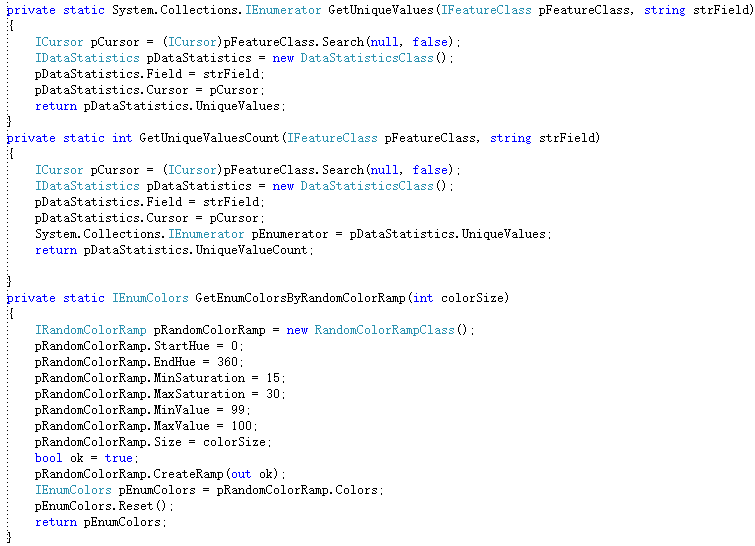 private static System.Collections.IEnumerator GetUniqueValues(IFeatureClass pFeatureClass, string strField)
{
    ICursor pCursor = (ICursor)pFeatureClass.Search(null, false);
    IDataStatistics pDataStatistics = new DataStatisticsClass();
    pDataStatistics.Field = strField;
    pDataStatistics.Cursor = pCursor;
    return pDataStatistics.UniqueValues;
}
private static int GetUniqueValuesCount(IFeatureClass pFeatureClass, string strField)
{
    ICursor pCursor = (ICursor)pFeatureClass.Search(null, false);
    IDataStatistics pDataStatistics = new DataStatisticsClass();
    pDataStatistics.Field = strField;
    pDataStatistics.Cursor = pCursor;
    System.Collections.IEnumerator pEnumerator = pDataStatistics.UniqueValues;
    return pDataStatistics.UniqueValueCount;

}
private static IEnumColors GetEnumColorsByRandomColorRamp(int colorSize)
{
    IRandomColorRamp pRandomColorRamp = new RandomColorRampClass();
    pRandomColorRamp.StartHue = 0;
    pRandomColorRamp.EndHue = 360;
    pRandomColorRamp.MinSaturation = 15;
    pRandomColorRamp.MaxSaturation = 30;
    pRandomColorRamp.MinValue = 99;
    pRandomColorRamp.MaxValue = 100;
    pRandomColorRamp.Size = colorSize;
    bool ok = true;
    pRandomColorRamp.CreateRamp(out ok);
    IEnumColors pEnumColors = pRandomColorRamp.Colors;
    pEnumColors.Reset();
    return pEnumColors;
}